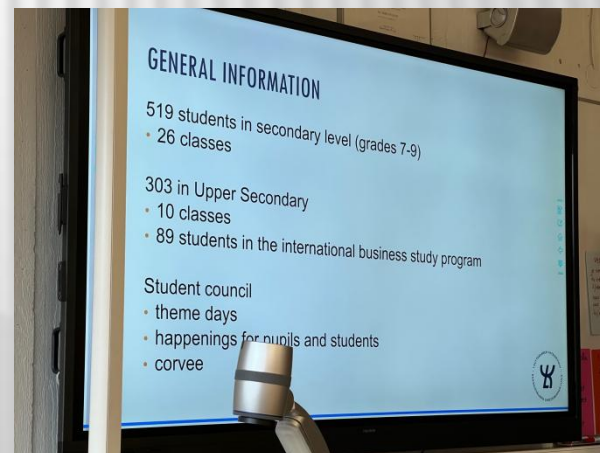 GENERAL INFORMATION
519 students in secondary level (grades 7-9)
• 26 classes
303 in Upper Secondary
• 10 classes
• 89 students in the international business study program
Student council
• theme days
• happenings for pupils and students
• corvee